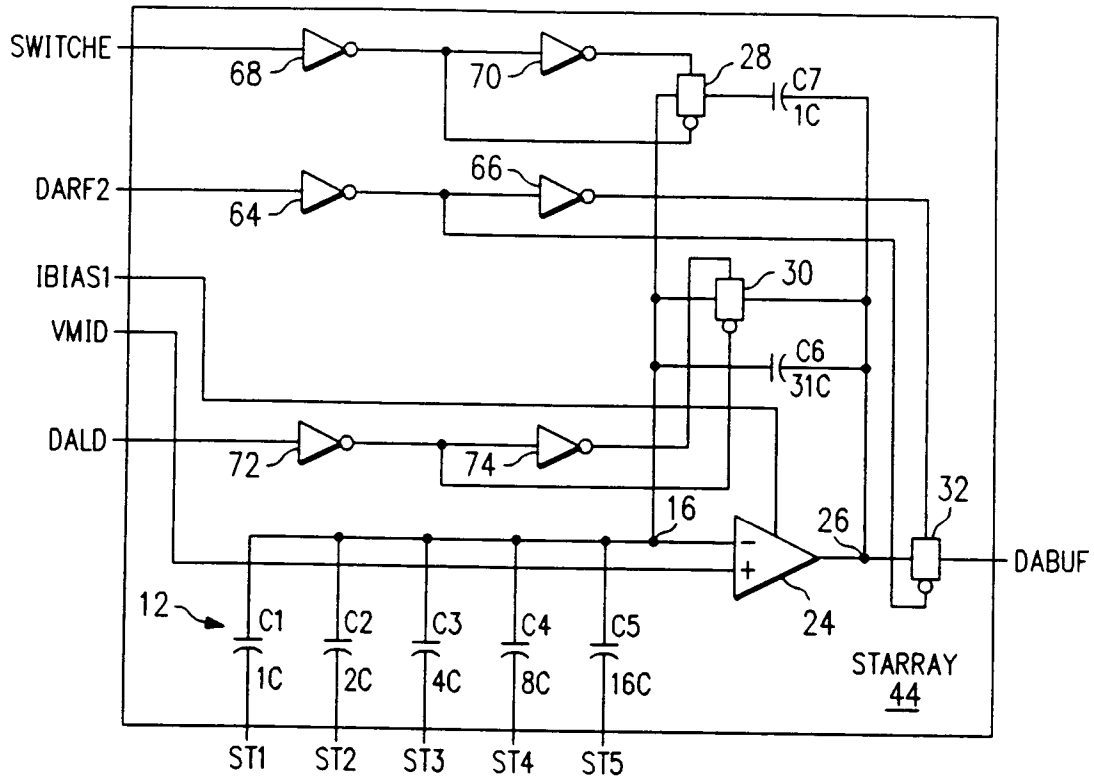 SWITCHE
68
70
28
C7
1C
DARF2
64
66
IBIAS1
VMID
30
C6
31C
DALD
72
74
16
26
32
DABUF
24
12
C1
C2
C3
C4
C5
1C
2C
4C
8C
16C
STARRAY
44
ST1
ST2
ST3
ST4
ST5